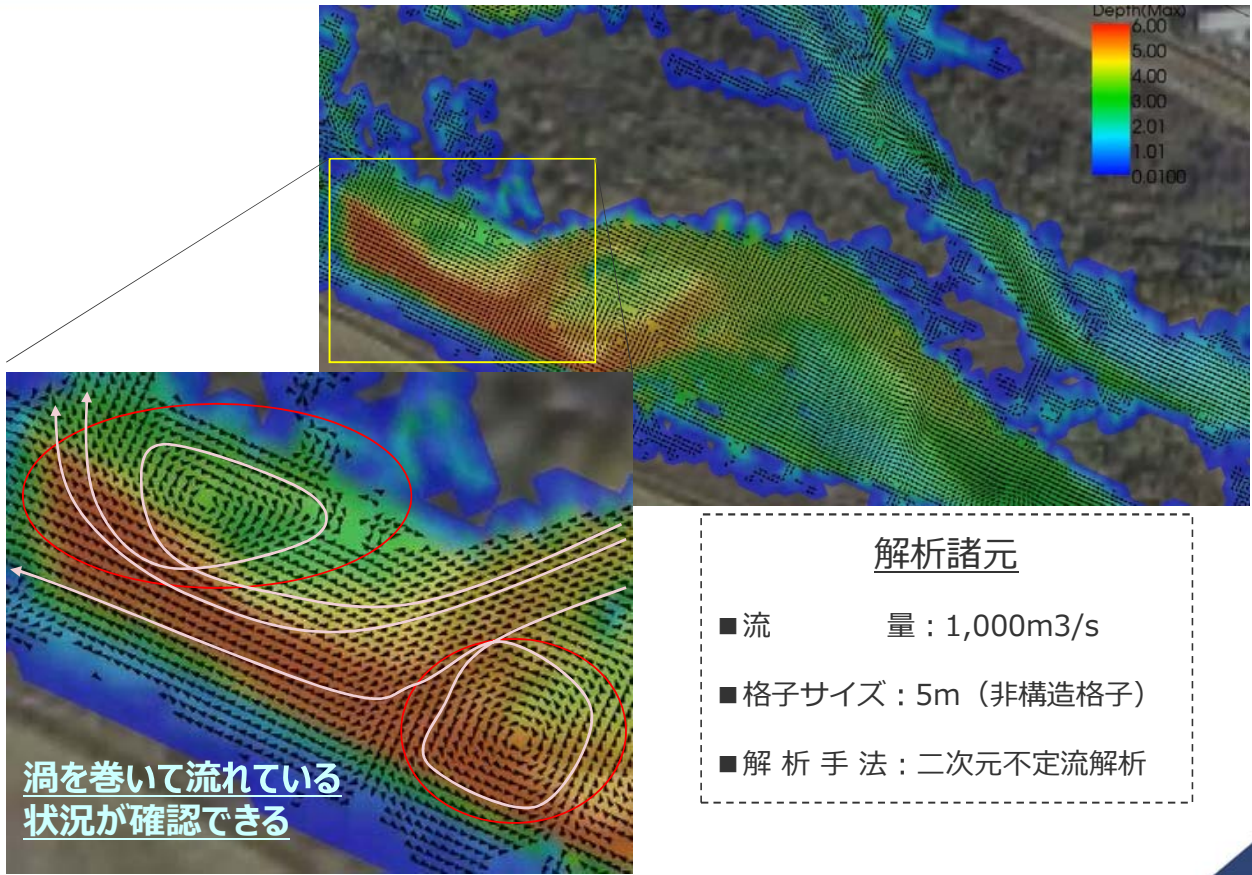 Depth(Max)
6.00
5.00
4.00
3.00
2.01
1.01
0.0100
渦を巻いて流れている
状況が確認できる
解析諸元
■流　　　　量：1,000m3/s
■格子サイズ：5m（非構造格子）
■解 析 手 法：二次元不定流解析